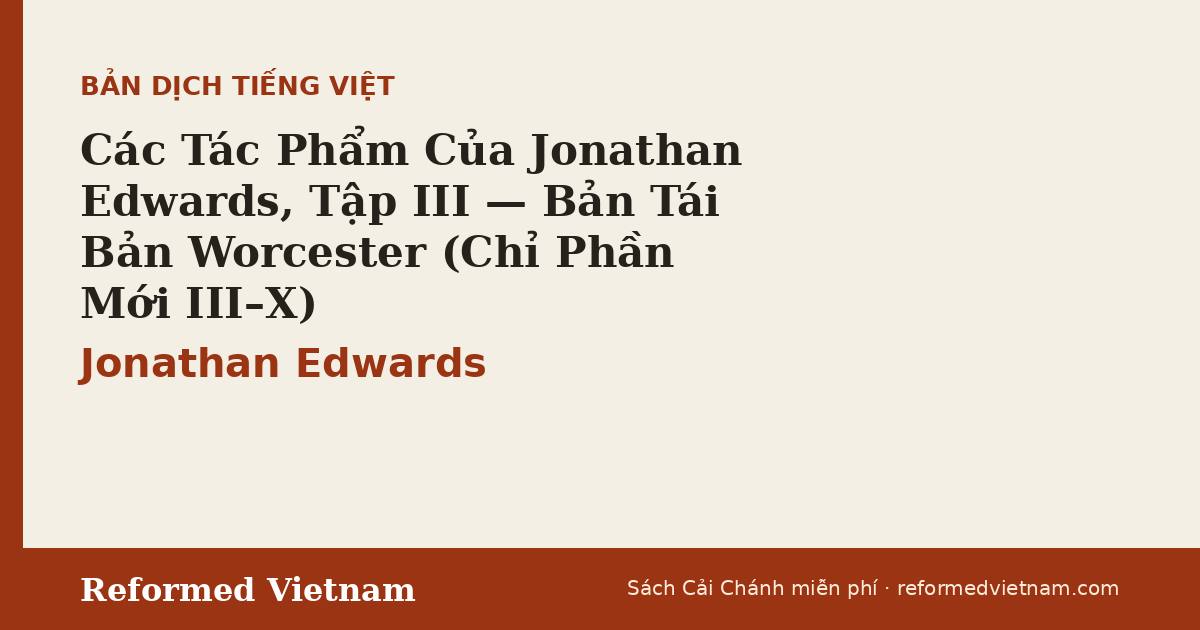 BẢN DỊCH TIẾNG VIỆT
Các Tác Phẩm Của Jonathan
Edwards, Tập III — Bản Tái
Bản Worcester (Chỉ Phần
Mới III–X)
Jonathan Edwards
Reformed Vietnam
Sách Cải Chánh miễn phí · reformedvietnam.com